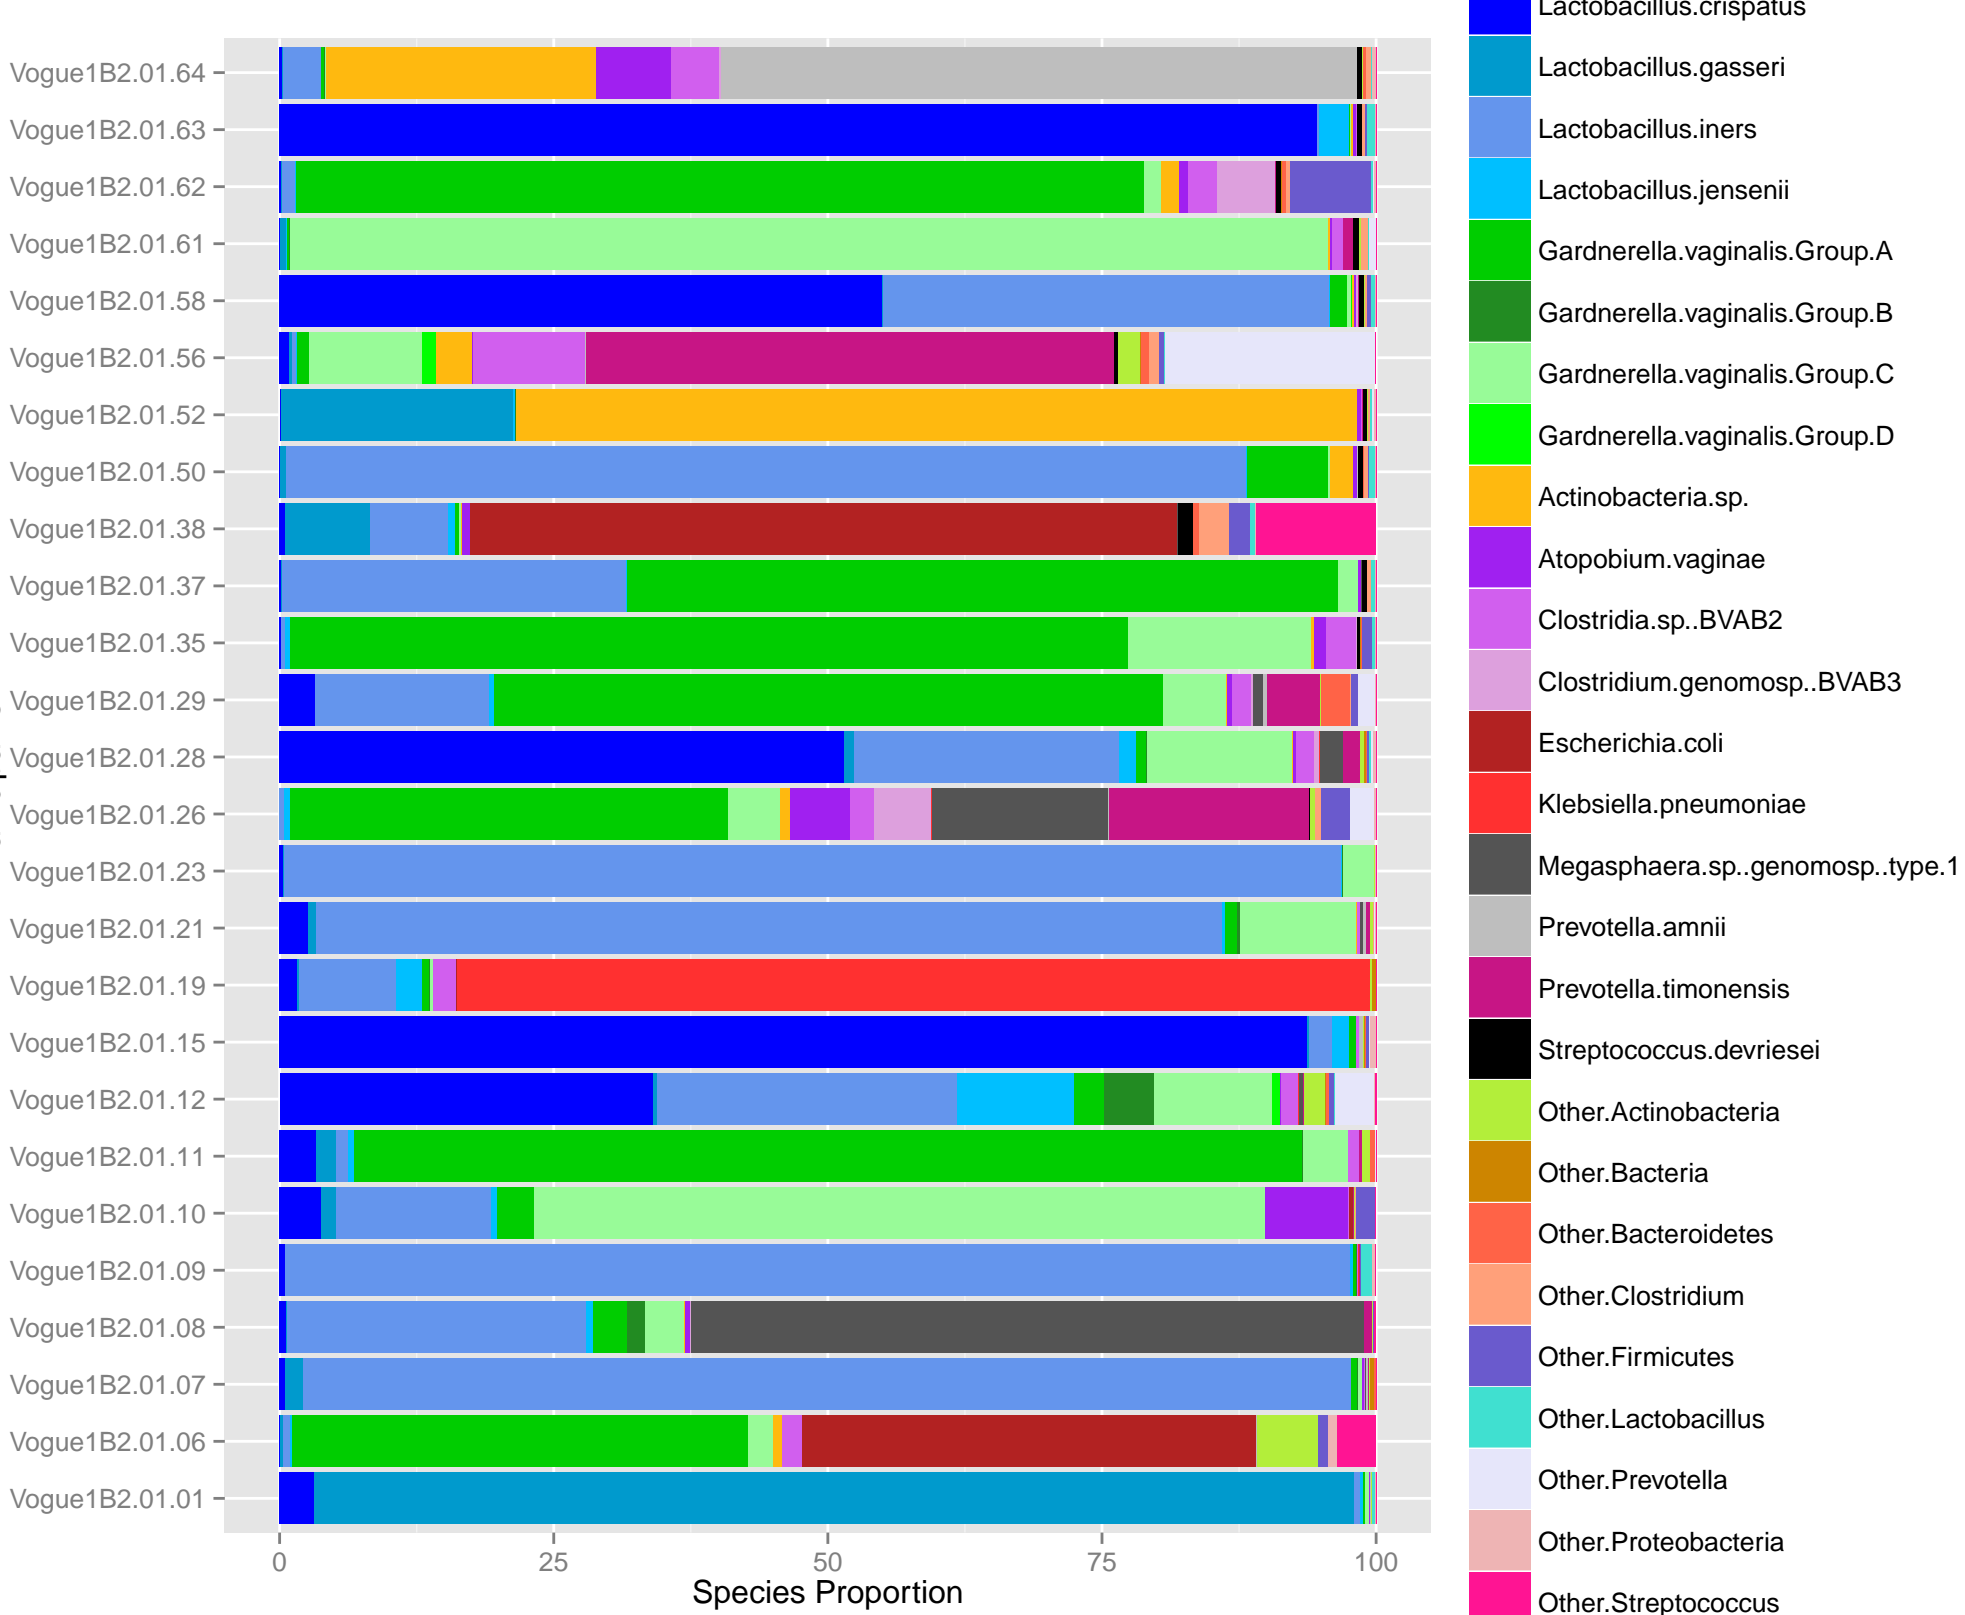 Vogue1B2.01.64
Vogue1B2.01.63
Vogue1B2.01.62
Vogue1B2.01.61
Vogue1B2.01.58
Vogue1B2.01.56
Vogue1B2.01.52
Vogue1B2.01.50
Vogue1B2.01.38
Vogue1B2.01.37
Vogue1B2.01.35
Vogue1B2.01.29
Vogue1B2.01.28
Vogue1B2.01.26
Vogue1B2.01.23
Vogue1B2.01.21
Vogue1B2.01.19
Vogue1B2.01.15
Vogue1B2.01.12
Vogue1B2.01.11
Vogue1B2.01.10
Vogue1B2.01.09
Vogue1B2.01.08
Vogue1B2.01.07
Vogue1B2.01.06
Vogue1B2.01.01
0 25 50 75 100
Species Proportion
Lactobacillus.crispatus
Lactobacillus.gasseri
Lactobacillus.iners
Lactobacillus.jensenii
Gardnerella.vaginalis.Group.A
Gardnerella.vaginalis.Group.B
Gardnerella.vaginalis.Group.C
Gardnerella.vaginalis.Group.D
Actinobacteria.sp.
Atopobium.vaginae
Clostridia.sp..BVAB2
Clostridium.genomosp..BVAB3
Escherichia.coli
Klebsiella.pneumoniae
Megasphaera.sp..genomosp..type.1
Prevotella.amnii
Prevotella.timonensis
Streptococcus.devriesei
Other.Actinobacteria
Other.Bacteria
Other.Bacteroidetes
Other.Clostridium
Other.Firmicutes
Other.Lactobacillus
Other.Prevotella
Other.Proteobacteria
Other.Streptococcus